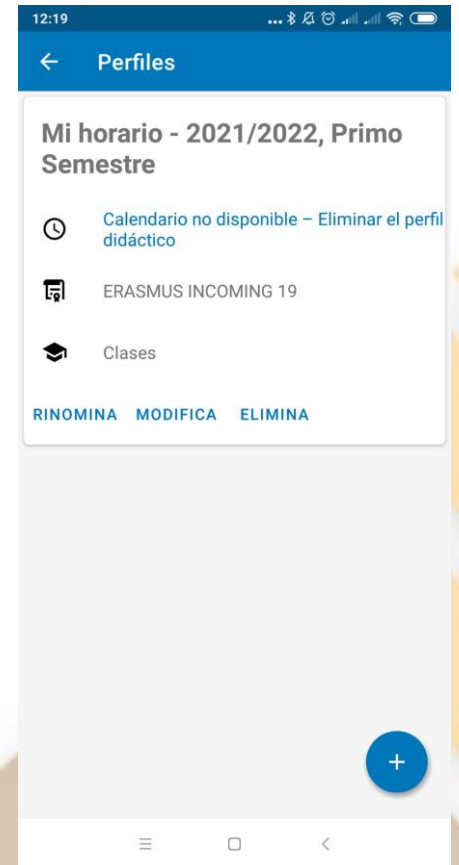 12:19
Perfiles
Mi horario - 2021/2022, Primo
Semestre
Calendario no disponible – Eliminar el perfil
didáctico
ERASMUS INCOMING 19
Clases
RINOMINA MODIFICA ELIMINA